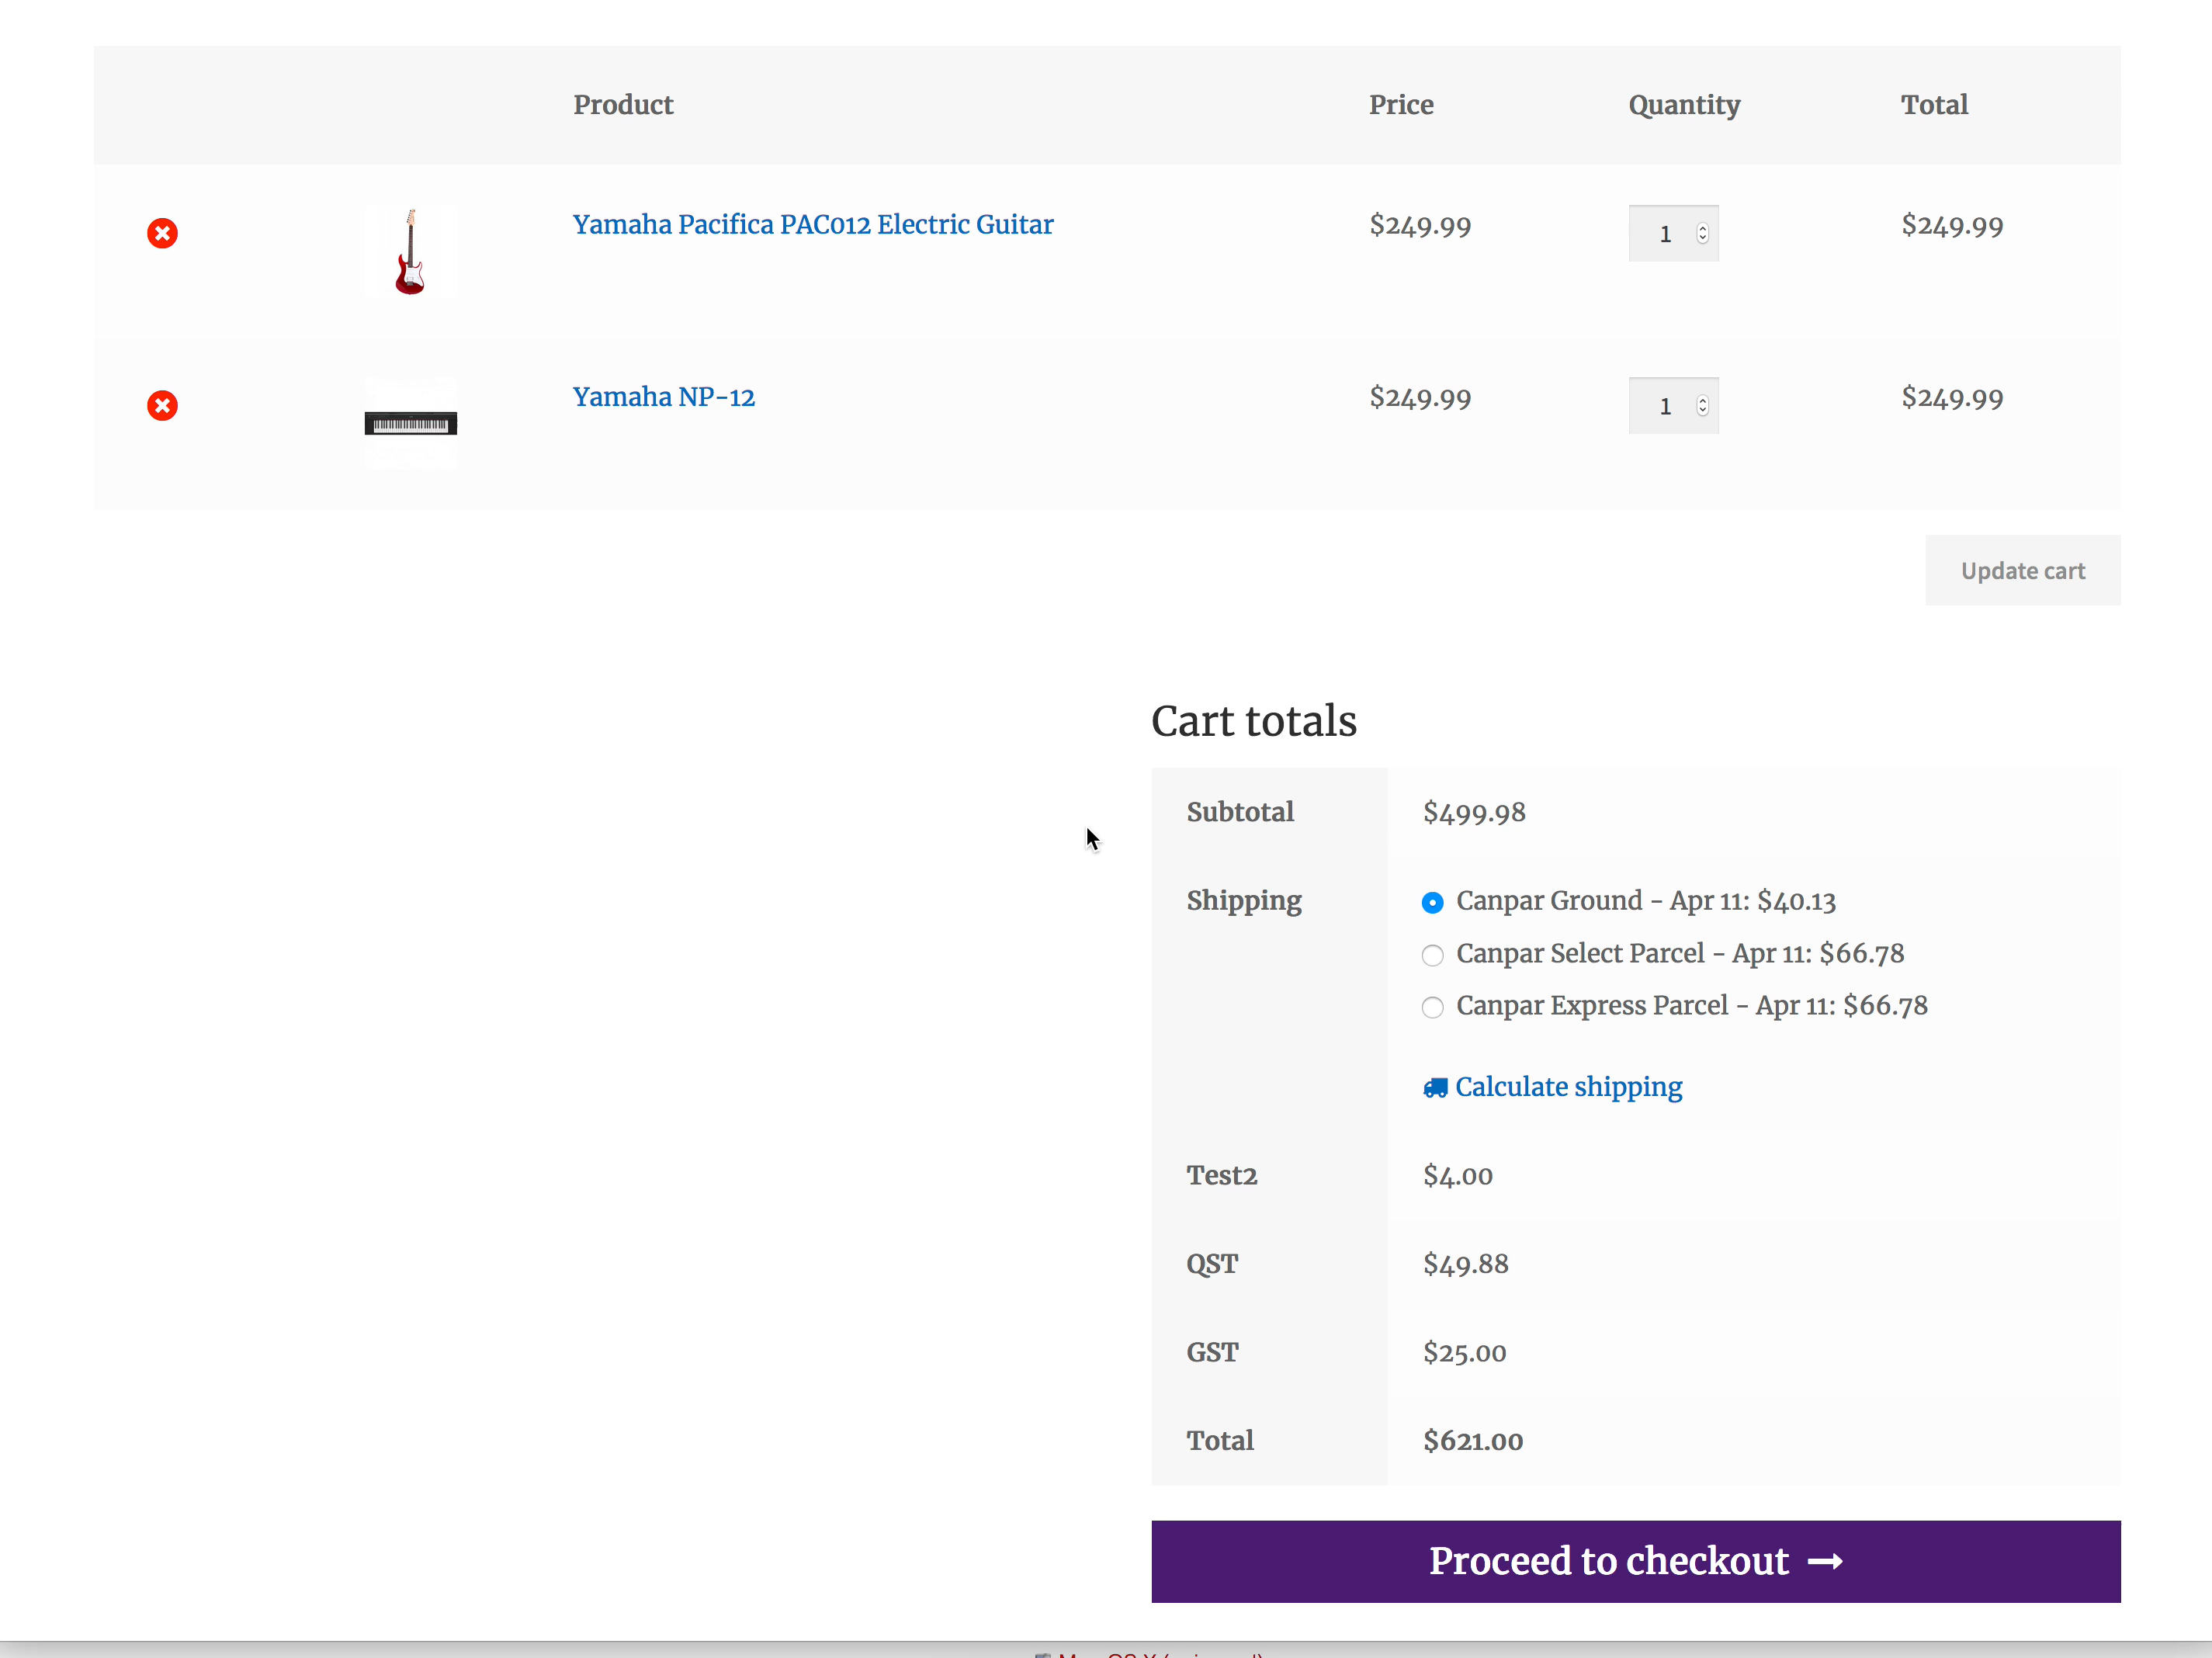 Product Price Quantity Total
Yamaha Pacifica PAC012 Electric Guitar $249.99 1 $249.99
Yamaha NP-12 $249.99 1 $249.99
Update cart
Cart totals
Subtotal $499.98
Shipping Canpar Ground - Apr 11: $40.13
Canpar Select Parcel - Apr 11: $66.78
Canpar Express Parcel - Apr 11: $66.78
Calculate shipping
Test2 $4.00
QST $49.88
GST $25.00
Total $621.00
Proceed to checkout →